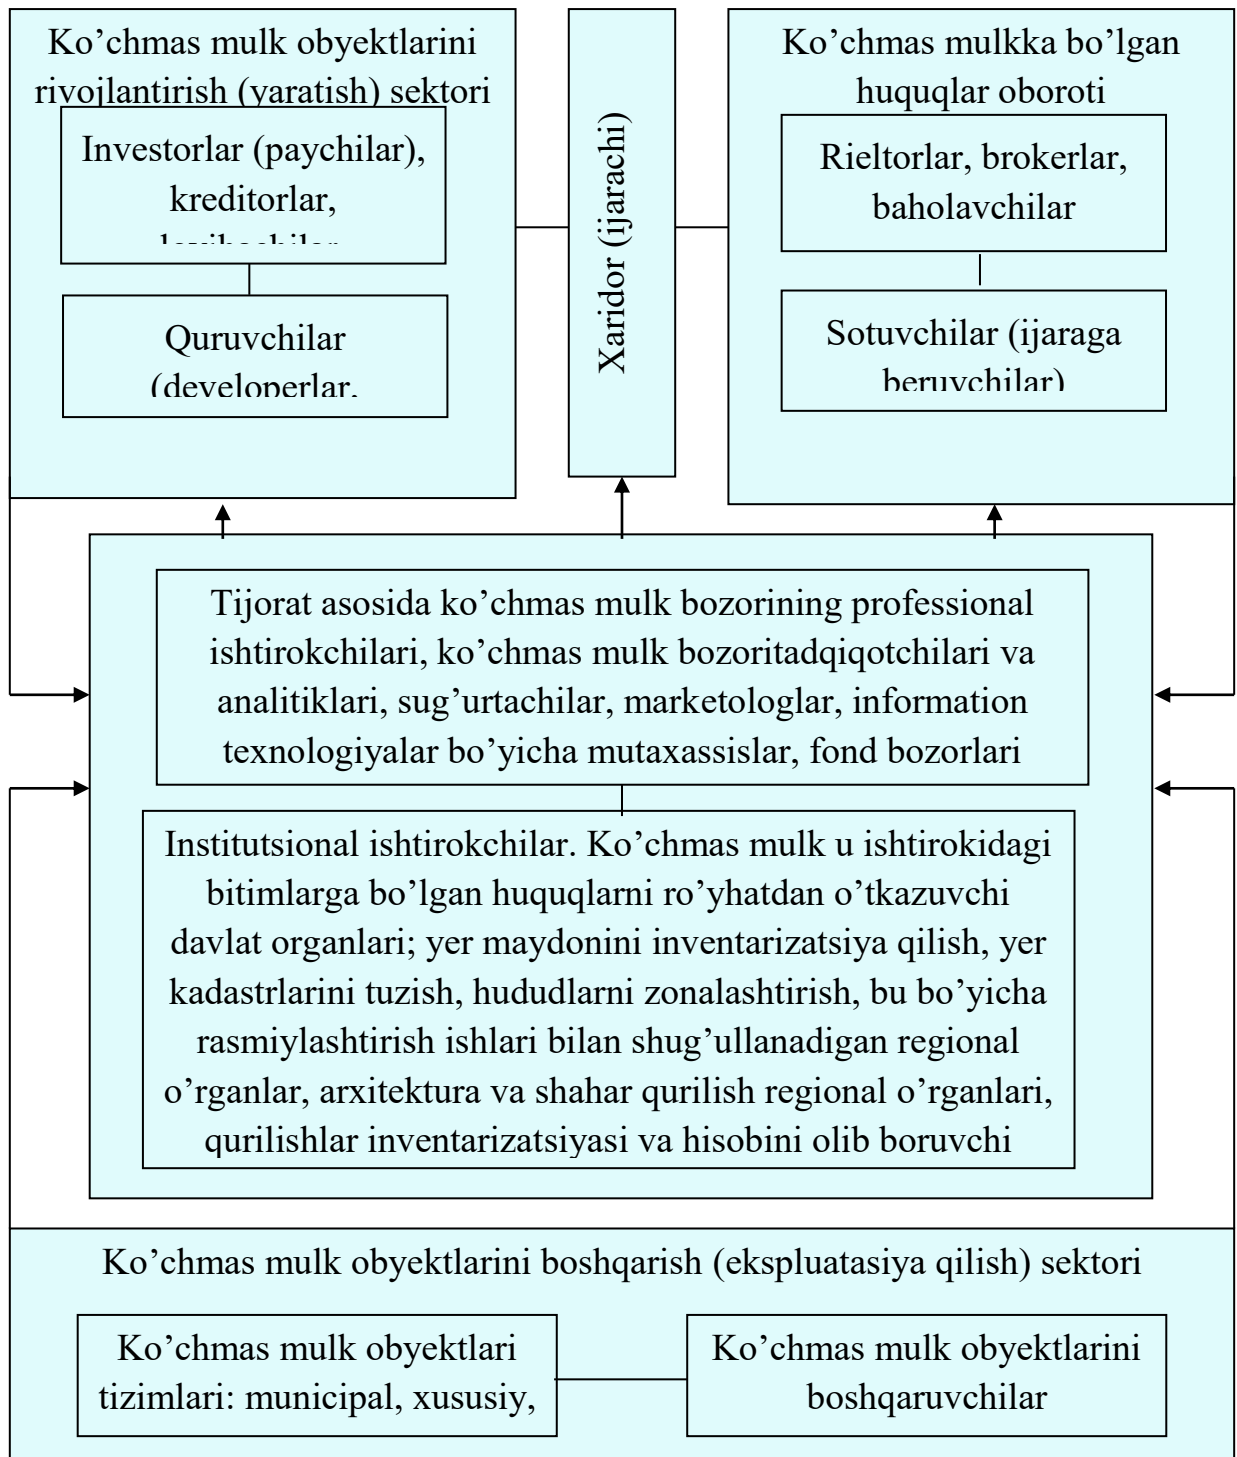 Ko’chmas mulk obyektlarini
rivojlantirish (yaratish) sektori
Investorlar (paychilar),
kreditorlar,
Quruvchilar
(developerlar,
Xaridor (ijarachi)
Ko’chmas mulkka bo’lgan
huquqlar oboroti
Rieltorlar, brokerlar,
baholavchilar
Sotuvchilar (ijaraga
beruvchilar)
Tijorat asosida ko’chmas mulk bozorining professional
ishtirokchilari, ko’chmas mulk bozoritadqiqotchilari va
analitiklari, sug’urtachilar, marketologlar, information
texnologiyalar bo’yicha mutaxassislar, fond bozorlari
Institutsional ishtirokchilar. Ko’chmas mulk u ishtirokidagi
bitimlarga bo’lgan huquqlarni ro’yhatdan o’tkazuvchi
davlat organlari; yer maydonini inventarizatsiya qilish, yer
kadastrlarini tuzish, hududlarni zonalashtirish, bu bo’yicha
rasmiylashtirish ishlari bilan shug’ullanadigan regional
o’rganlar, arxitektura va shahar qurilish regional o’rganlari,
qurilishlar inventarizatsiyasi va hisobini olib boruvchi
Ko’chmas mulk obyektlarini boshqarish (ekspluatasiya qilish) sektori
Ko’chmas mulk obyektlari
tizimlari: municipal, xususiy,
Ko’chmas mulk obyektlarini
boshqaruvchilar